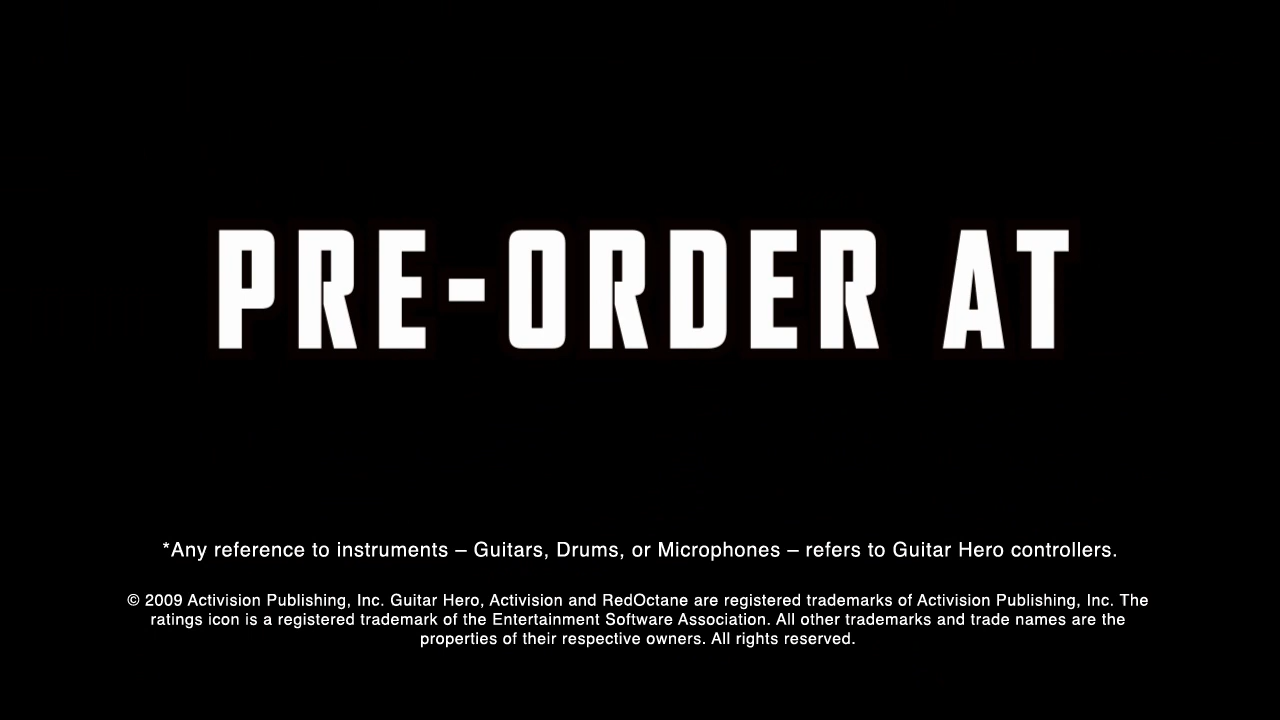 PRE-ORDER AT
*Any reference to instruments – Guitars, Drums, or Microphones – refers to Guitar Hero controllers.
© 2009 Activision Publishing, Inc. Guitar Hero, Activision and RedOctane are registered trademarks of Activision Publishing, Inc. The
ratings icon is a registered trademark of the Entertainment Software Association. All other trademarks and trade names are the
properties of their respective owners. All rights reserved.